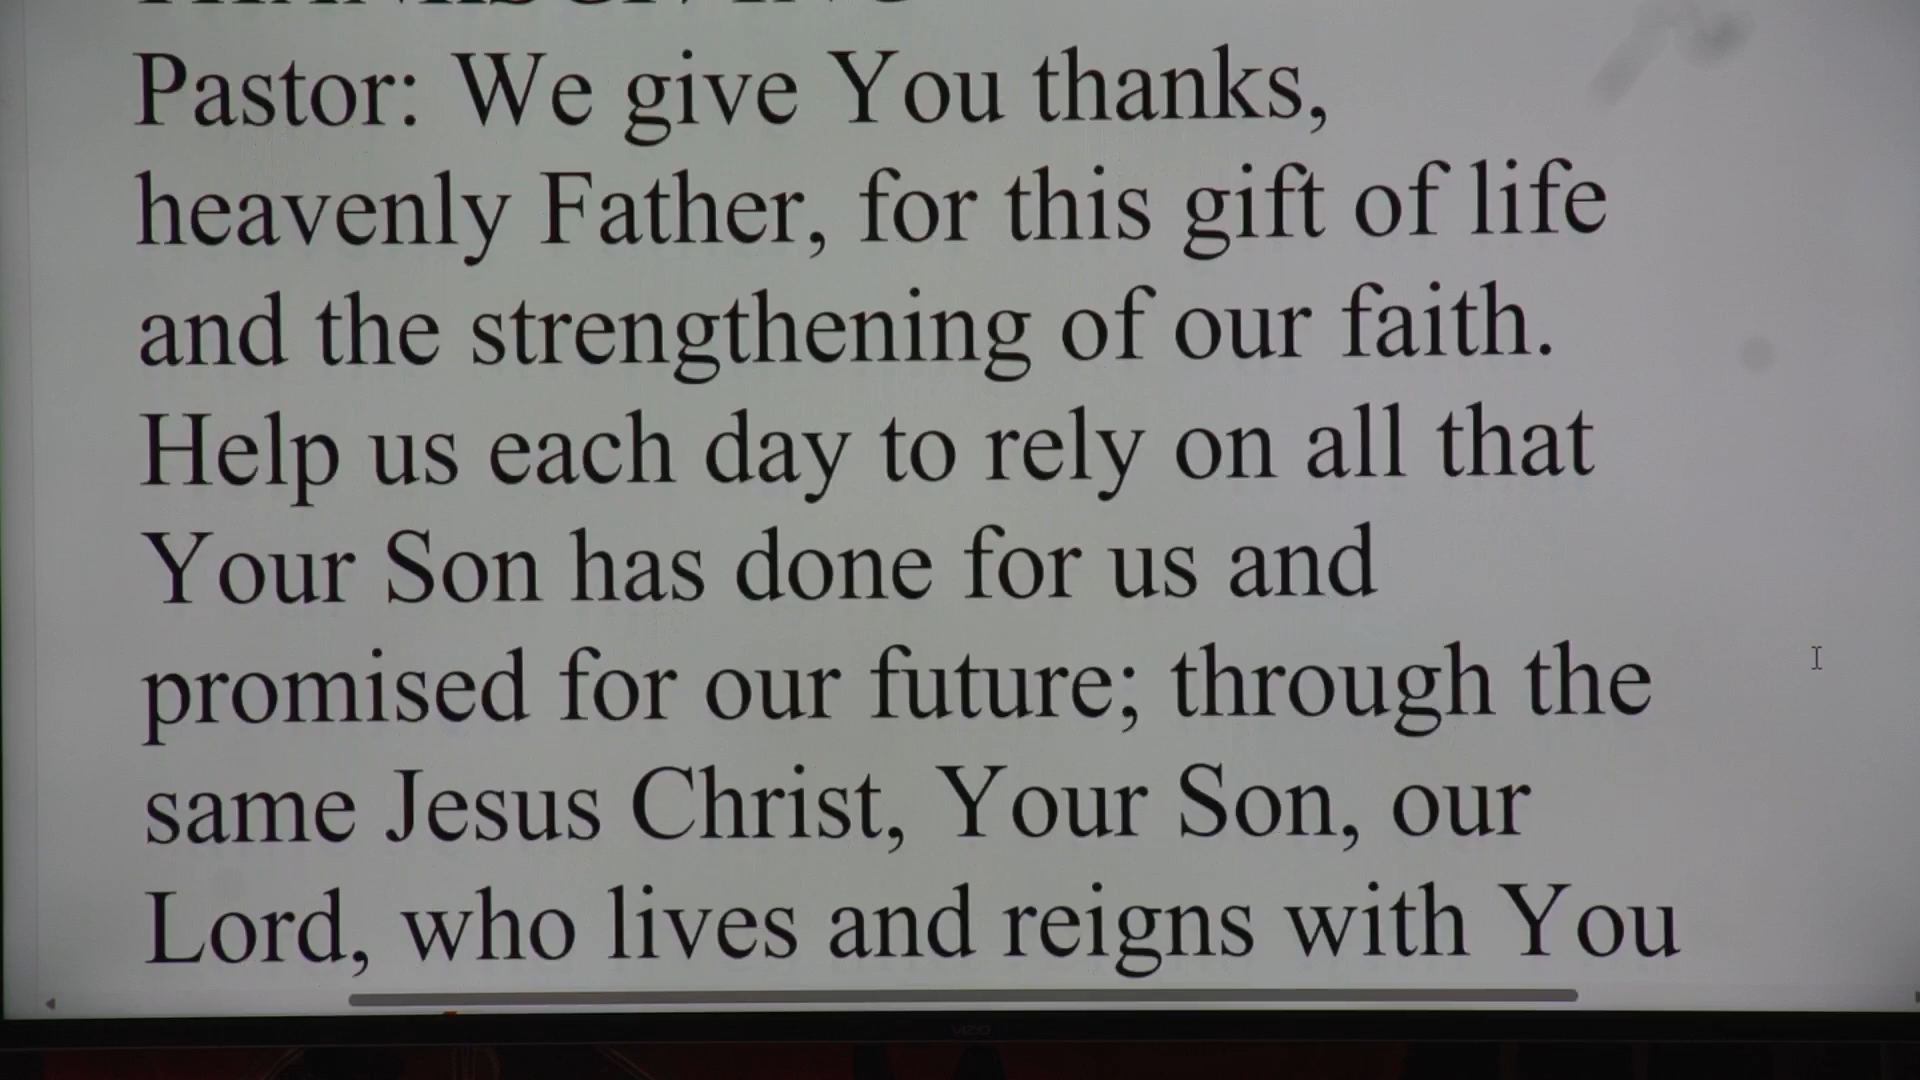 THANKSGIVING
Pastor: We give You thanks,
heavenly Father, for this gift of life
and the strengthening of our faith.
Help us each day to rely on all that
Your Son has done for us and
promised for our future; through the
same Jesus Christ, Your Son, our
Lord, who lives and reigns with You
VIZIO